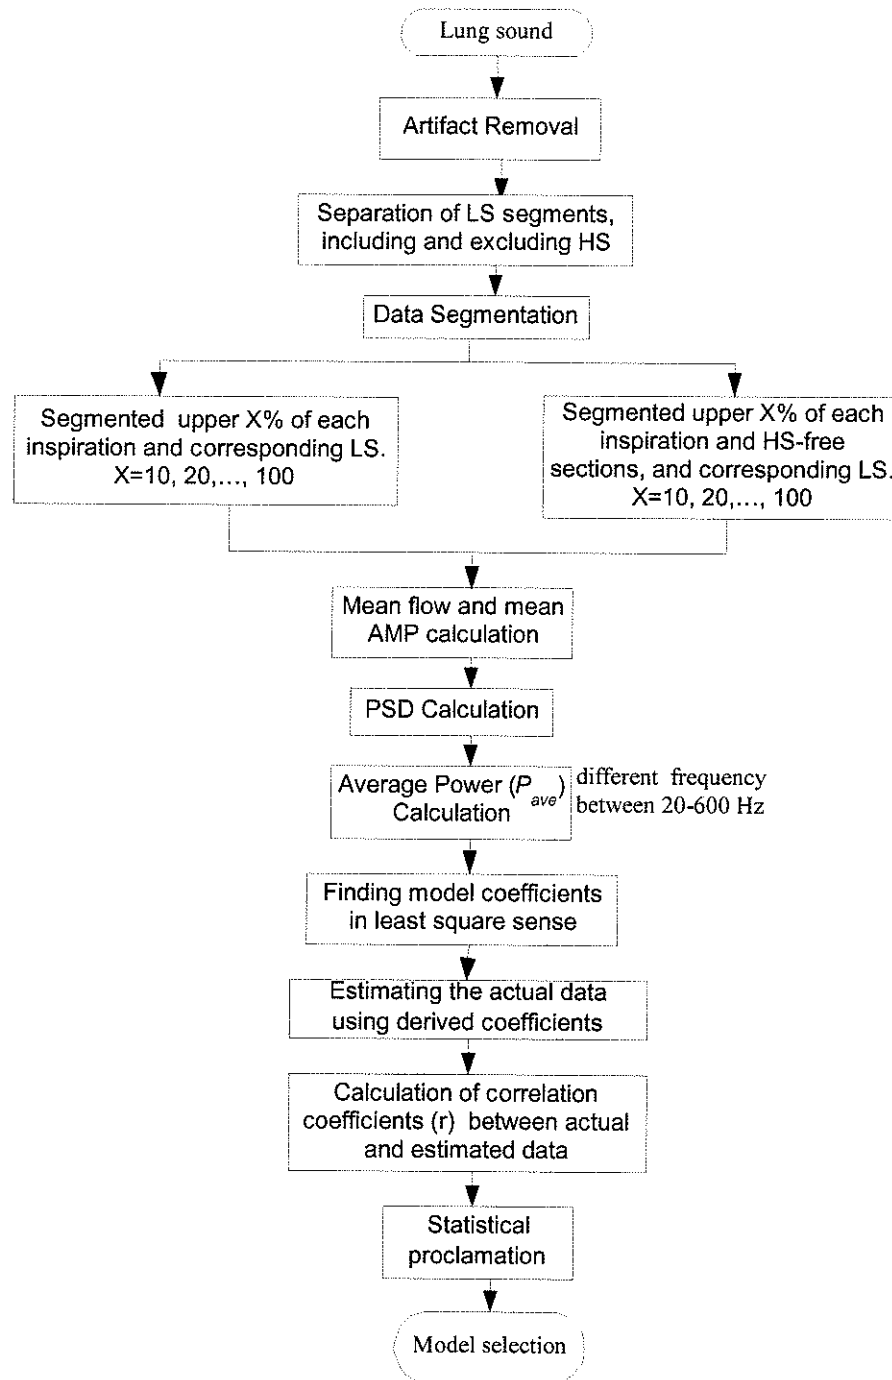 Lung sound
Artifact Removal
Separation of LS segments,
including and excluding HS
Data Segmentation
Segmented upper X% of each
inspiration and corresponding LS.
X=10, 20,..., 100
Segmented upper X% of each
inspiration and HS-free
sections, and corresponding LS.
X=10, 20,..., 100
Mean flow and mean
AMP calculation
PSD Calculation
Average Power (Pave)
Calculation
different frequency
between 20-600 Hz
Finding model coefficients
in least square sense
Estimating the actual data
using derived coefficients
Calculation of correlation
coefficients (r) between actual
and estimated data
Statistical
proclamation
Model selection